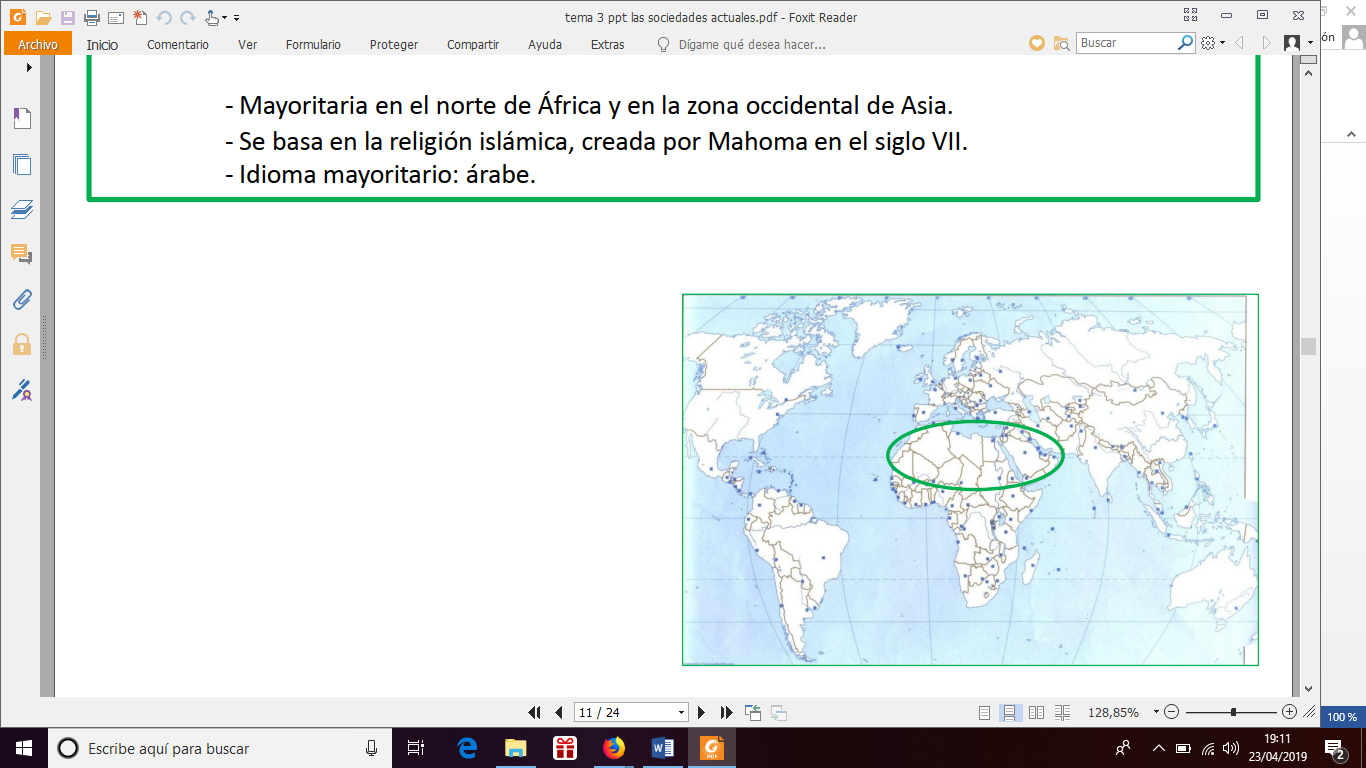 tema 3 ppt las sociedades actuales.pdf - Foxit Reader
Archivo Inicio Comentario Ver Formulario Proteger Compartir Ayuda Extras Dígame qué desea hacer... Buscar
ón
- Mayoritaria en el norte de África y en la zona occidental de Asia.
- Se basa en la religión islámica, creada por Mahoma en el siglo VII.
- Idioma mayoritario: árabe.
11 / 24
128,85%
100 %
Escribe aquí para buscar
19:11
23/04/2019
2